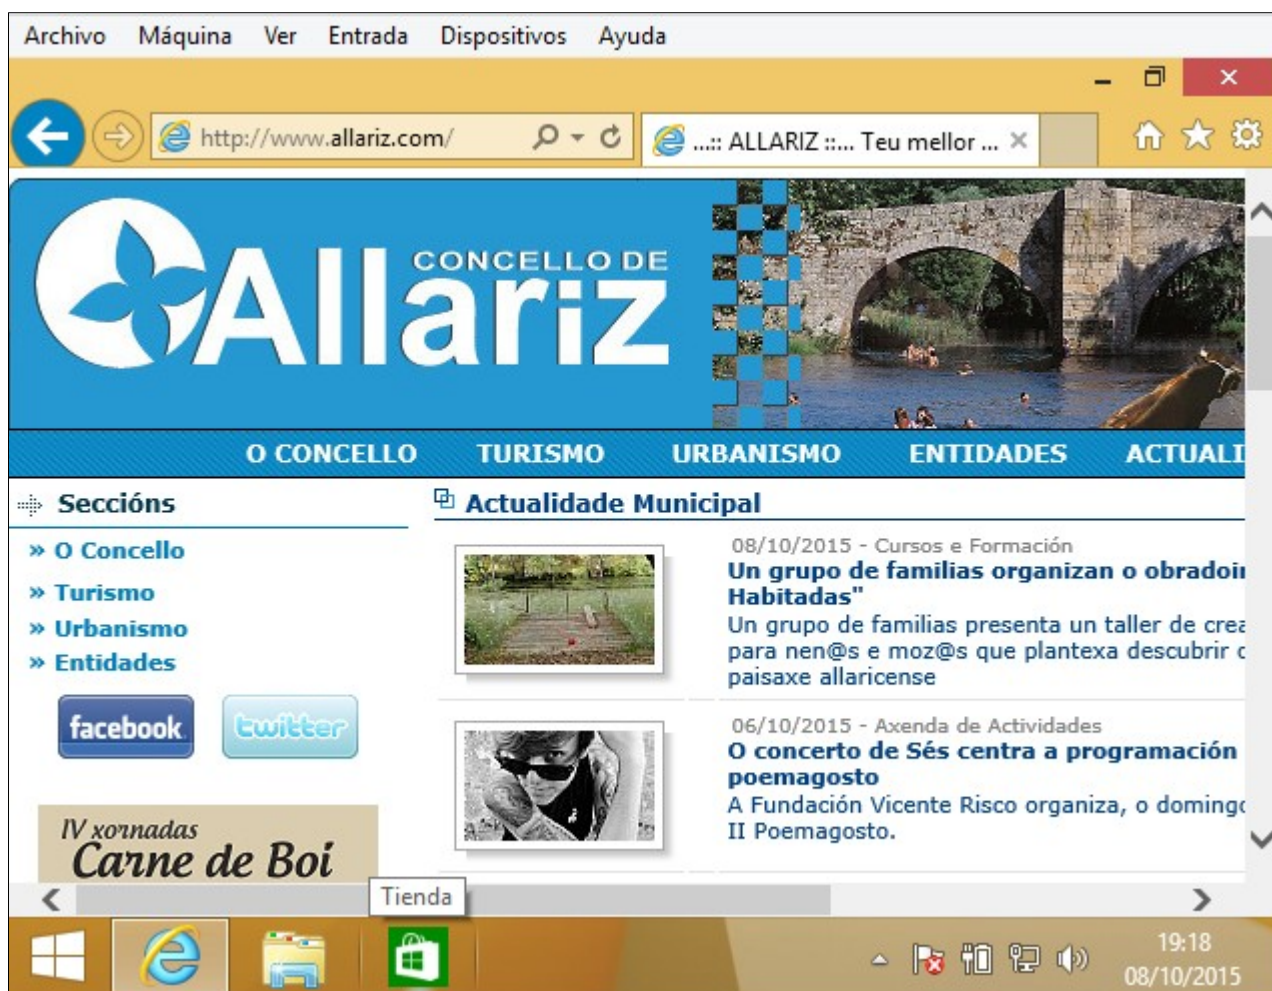 Archivo Máquina Ver Entrada Dispositivos Ayuda
http://www.allariz.com/
...:: ALLARIZ ::... Teu mellor ...
CONCELLO DE
Allariz
O CONCELLO TURISMO URBANISMO ENTIDADES ACTUALI
Seccións
» O Concello
» Turismo
» Urbanismo
» Entidades
facebook
twitter
IV xornadas
Carne de Boi
Actualidade Municipal
08/10/2015 - Cursos e Formación
Un grupo de familias organizan o obradoir
Habitadas"
Un grupo de familias presenta un taller de crea
para nen@s e moz@s que plantexa descubrir
paisaxe allaricense
06/10/2015 - Axenda de Actividades
O concerto de Sés centra a programación
poemagosto
A Fundación Vicente Risco organiza, o domingo
II Poemagosto.
Tienda
19:18
08/10/2015